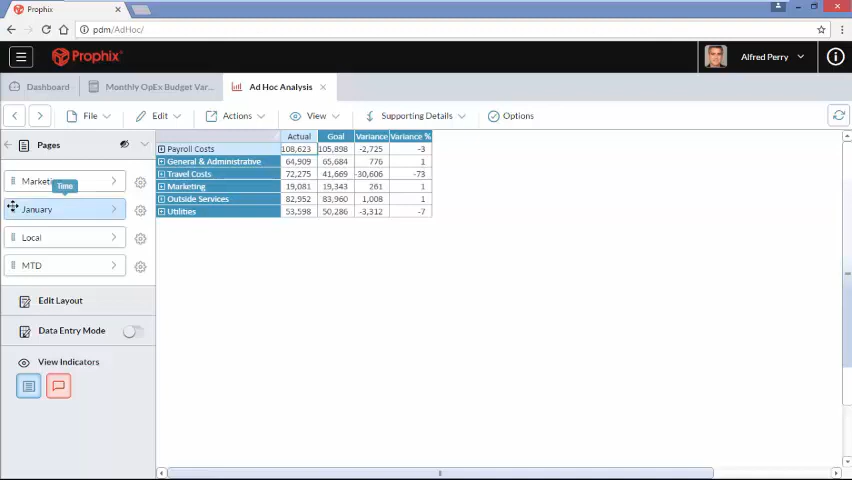 Prophix
pdm/AdHoc/
Prophix
Alfred Perry
Dashboard
Monthly OpEx Budget Var...
Ad Hoc Analysis
File
Edit
Actions
View
Supporting Details
Options
Pages
Time
January
Local
MTD
Edit Layout
Data Entry Mode
View Indicators
Actual Goal Variance Variance %
Payroll Costs 108,623 105,898 -2,725 -3
General & Administrative 64,909 65,684 776 1
Travel Costs 72,275 41,669 -30,606 -73
Marketing 19,081 19,343 261 1
Outside Services 82,952 83,960 1,008 1
Utilities 53,598 50,286 -3,312 -7